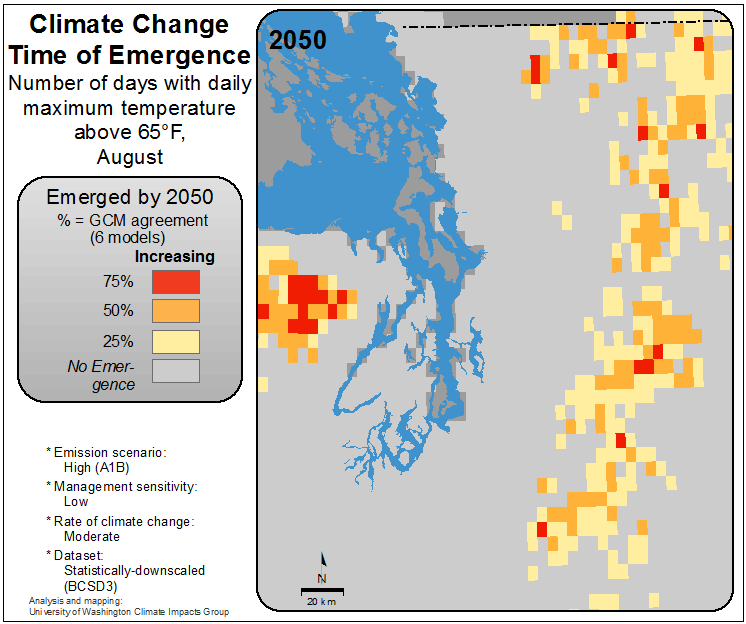 Climate Change
Time of Emergence
Number of days with daily
maximum temperature
above 65°F,
August
Emerged by 2050
% = GCM agreement
(6 models)
Increasing
75%
50%
25%
No Emer-
gence
* Emission scenario:
High (A1B)
* Management sensitivity:
Low
* Rate of climate change:
Moderate
* Dataset:
Statistically-downscaled
(BCSD3)
Analysis and mapping:
University of Washington Climate Impacts Group
2050
N
20 km